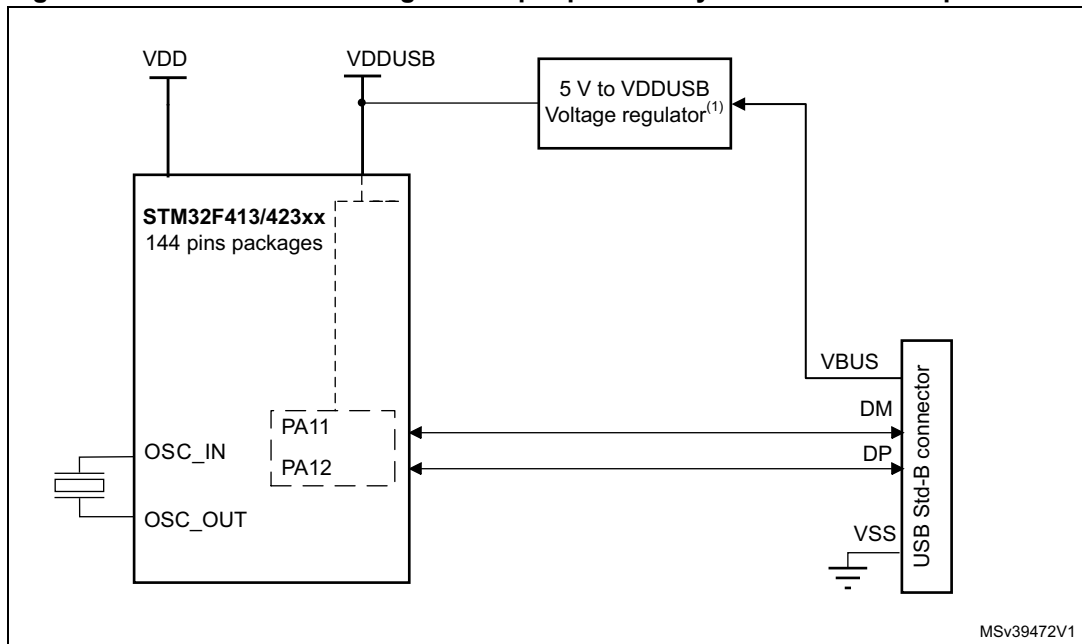 VDD
VDDUSB
5 V to VDDUSB
Voltage regulator(1)
STM32F413/423xx
144 pins packages
VBUS
DM
PA11
OSC_IN
DP
PA12
OSC_OUT
VSS
USB Std-B connector
MSv39472V1